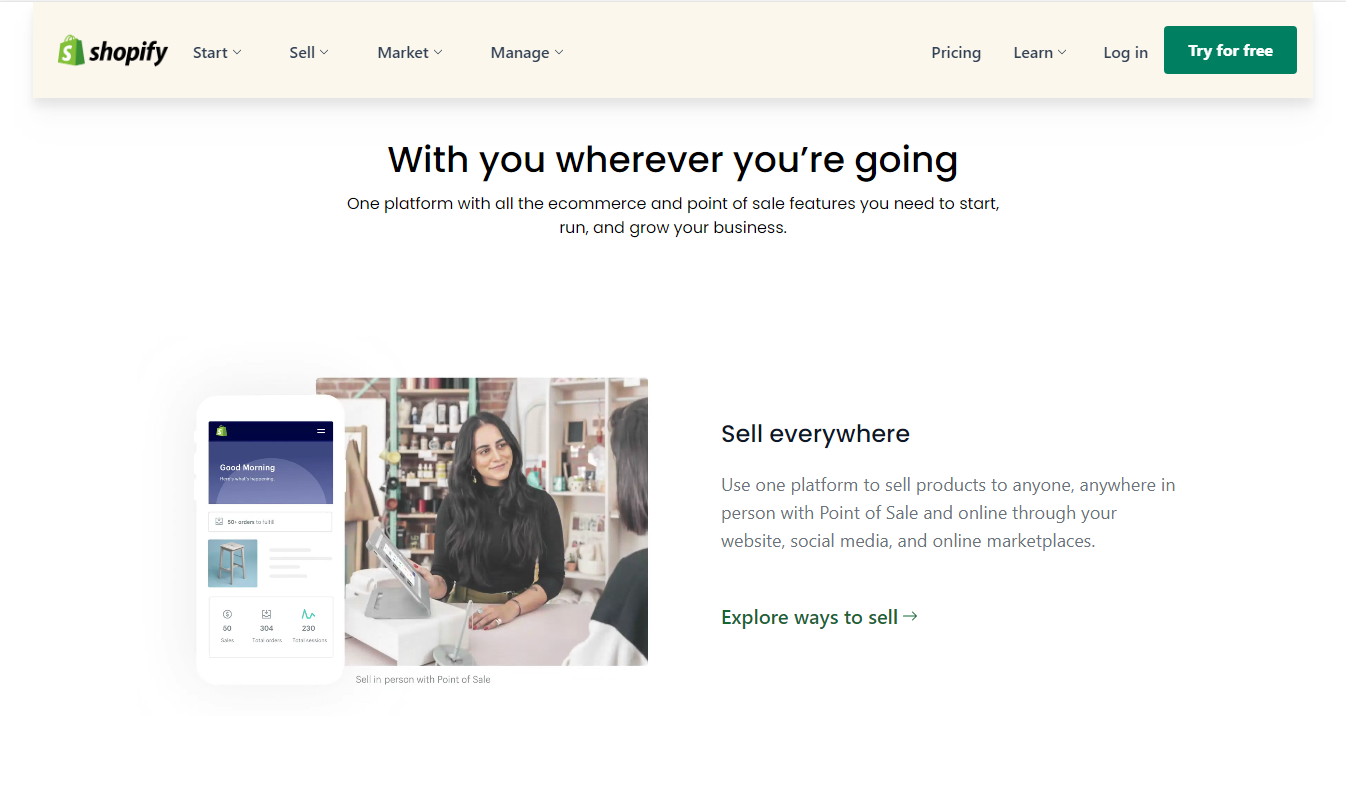 shopify Start Sell Market Manage Pricing Learn Log in Try for free
With you wherever you’re going
One platform with all the ecommerce and point of sale features you need to start,
run, and grow your business.
Good Morning
Here's what's happening.
50+ orders to fulfill
50 304 230
Sales Total orders Total sessions
Sell in person with Point of Sale
Sell everywhere
Use one platform to sell products to anyone, anywhere in
person with Point of Sale and online through your
website, social media, and online marketplaces.
Explore ways to sell →